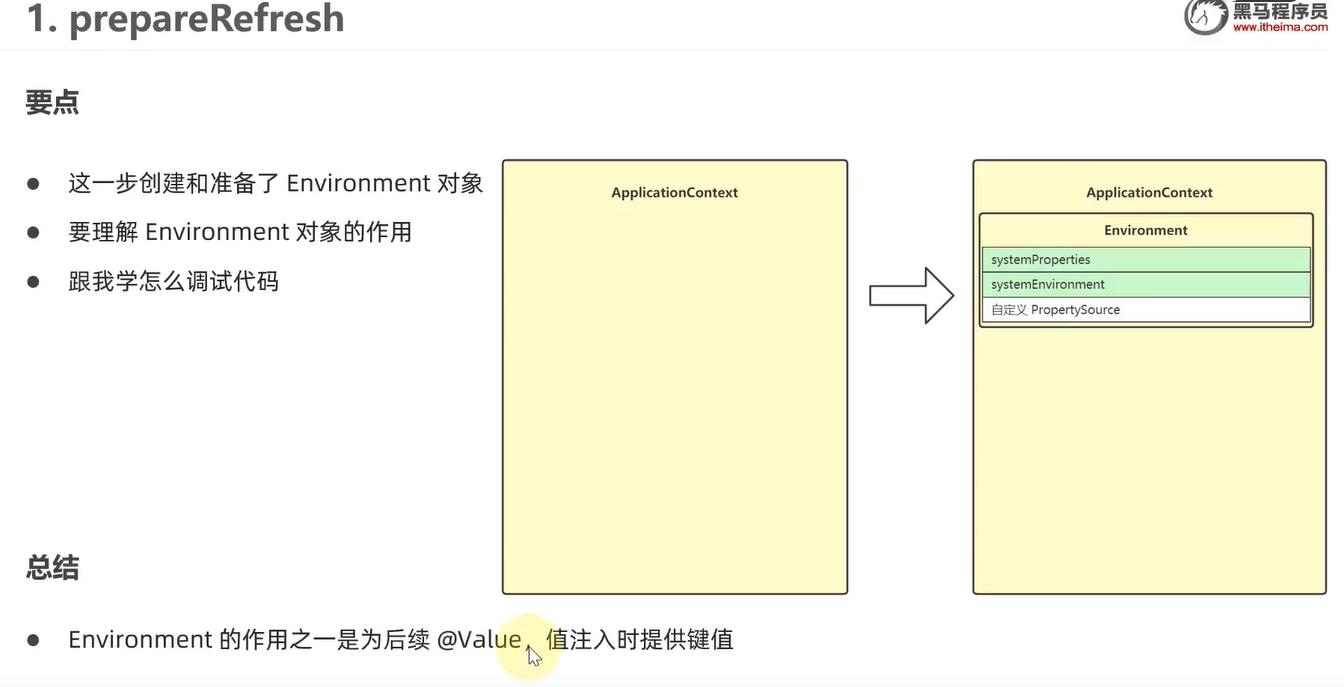 1. prepareRefresh
黑马程序员
www.itheima.com
要点
这一步创建和准备了 Environment 对象
要理解 Environment 对象的作用
跟我学怎么调试代码
ApplicationContext
ApplicationContext
Environment
systemProperties
systemEnvironment
自定义 PropertySource
总结
Environment 的作用之一是为后续 @Value，值注入时提供键值